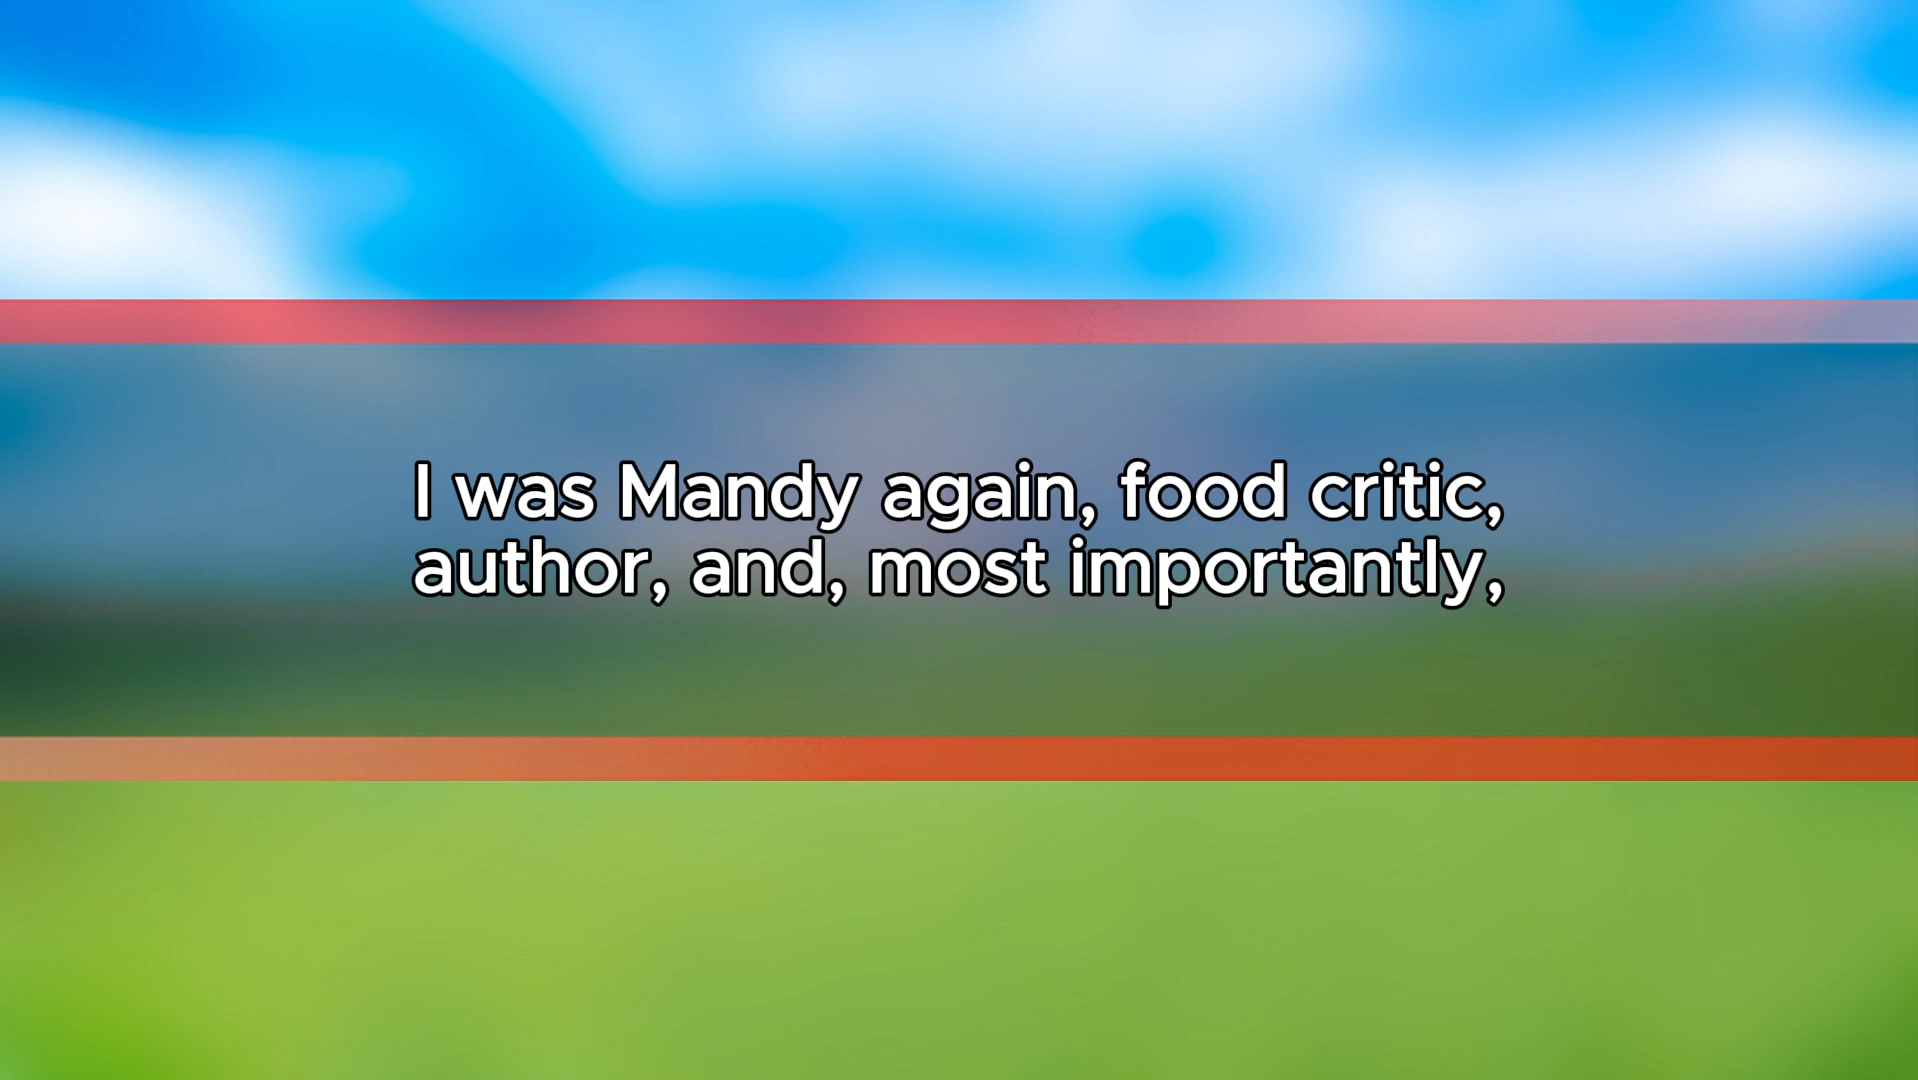 I was Mandy again, food critic,
author, and, most importantly,